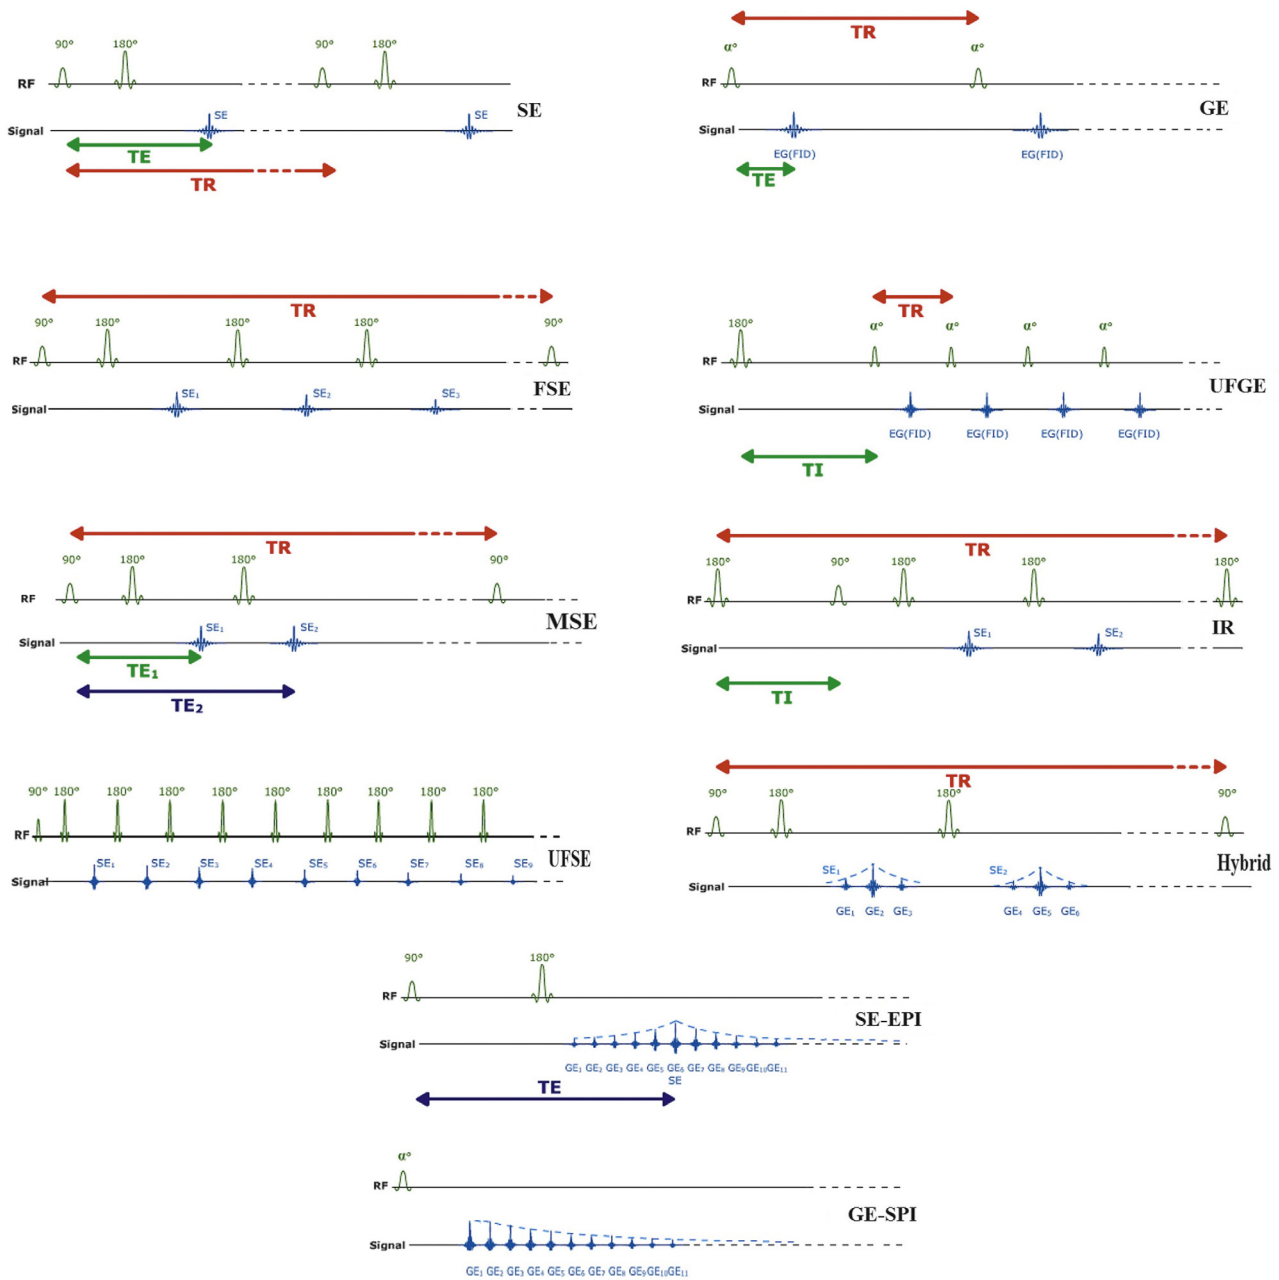 90° 180° 90° 180°
RF
SE
Signal SE SE
TE
TR
TR
α° α°
RF
GE
Signal
EG(FID) EG(FID)
TE
TR
90° 180° 180° 180° 90°
RF
FSE
Signal SE₁ SE₂ SE₃
TR
180° α° α° α° α°
RF
UFGE
Signal
EG(FID) EG(FID) EG(FID) EG(FID)
TI
TR
90° 180° 180° 90°
RF
MSE
Signal SE₁ SE₂
TE₁
TE₂
TR
180° 90° 180° 180° 180°
RF
IR
Signal SE₁ SE₂
TI
90° 180° 180° 180° 180° 180° 180° 180° 180° 180°
RF
UFSE
SE₁ SE₂ SE₃ SE₄ SE₅ SE₆ SE₇ SE₈ SE₉
Signal
TR
90° 180° 180° 90°
RF
Hybrid
SE₁ SE₂
Signal
GE₁ GE₂ GE₃ GE₄ GE₅ GE₆
90° 180°
RF
SE-EPI
Signal
GE₁ GE₂ GE₃ GE₄ GE₅ GE₆ GE₇ GE₈ GE₉ GE₁₀ GE₁₁
SE
TE
α°
RF
GE-SPI
Signal
GE₁ GE₂ GE₃ GE₄ GE₅ GE₆ GE₇ GE₈ GE₉ GE₁₀ GE₁₁